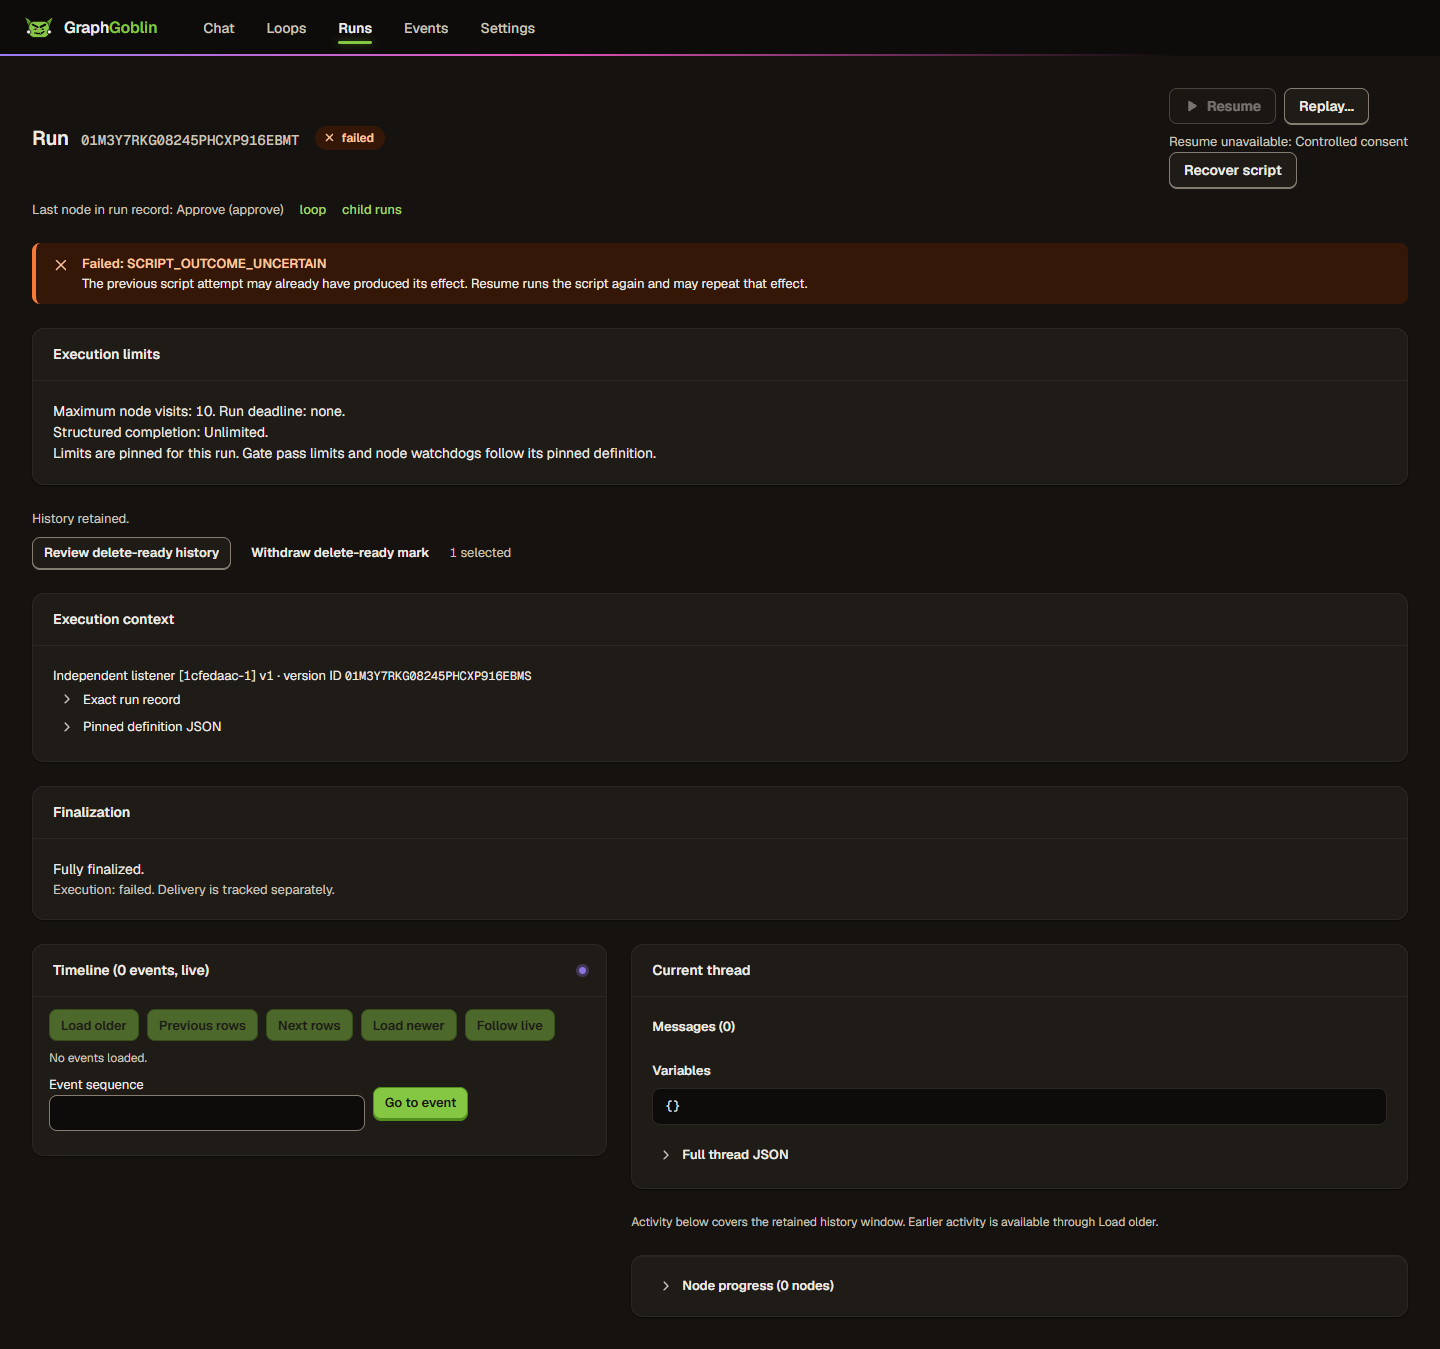 GraphGoblin
Chat
Loops
Runs
Events
Settings
Run 01M3Y7RKG08245PHCXP916EBMT failed
Resume
Replay...
Resume unavailable: Controlled consent
Recover script
Last node in run record: Approve (approve) loop child runs
Failed: SCRIPT_OUTCOME_UNCERTAIN
The previous script attempt may already have produced its effect. Resume runs the script again and may repeat that effect.
Execution limits
Maximum node visits: 10. Run deadline: none.
Structured completion: Unlimited.
Limits are pinned for this run. Gate pass limits and node watchdogs follow its pinned definition.
History retained.
Review delete-ready history
Withdraw delete-ready mark
1 selected
Execution context
Independent listener [1cfedaac-1] v1 · version ID 01M3Y7RKG08245PHCXP916EBMS
Exact run record
Pinned definition JSON
Finalization
Fully finalized.
Execution: failed. Delivery is tracked separately.
Timeline (0 events, live)
Load older
Previous rows
Next rows
Load newer
Follow live
No events loaded.
Event sequence
Go to event
Current thread
Messages (0)
Variables
{}
Full thread JSON
Activity below covers the retained history window. Earlier activity is available through Load older.
Node progress (0 nodes)